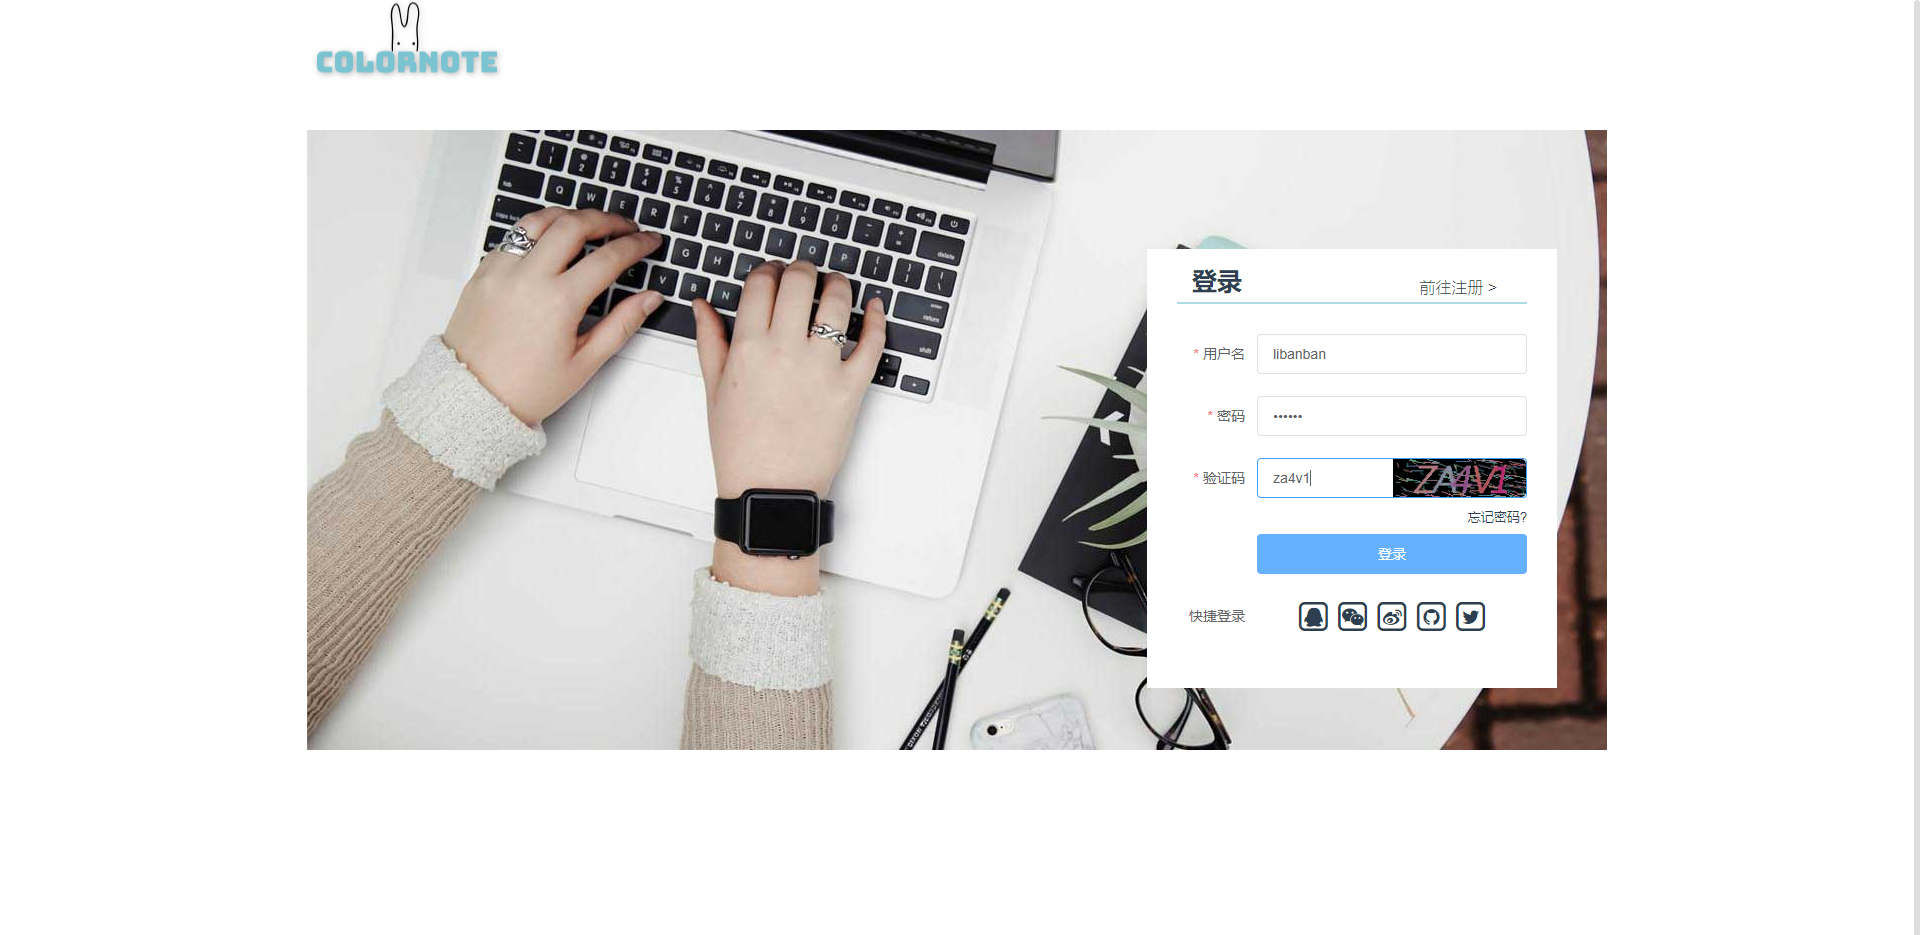 COLORNOTE
登录
前往注册 >
* 用户名 libanban
* 密码 ••••••
* 验证码 za4v1 ZA4V1
忘记密码?
登录
快捷登录